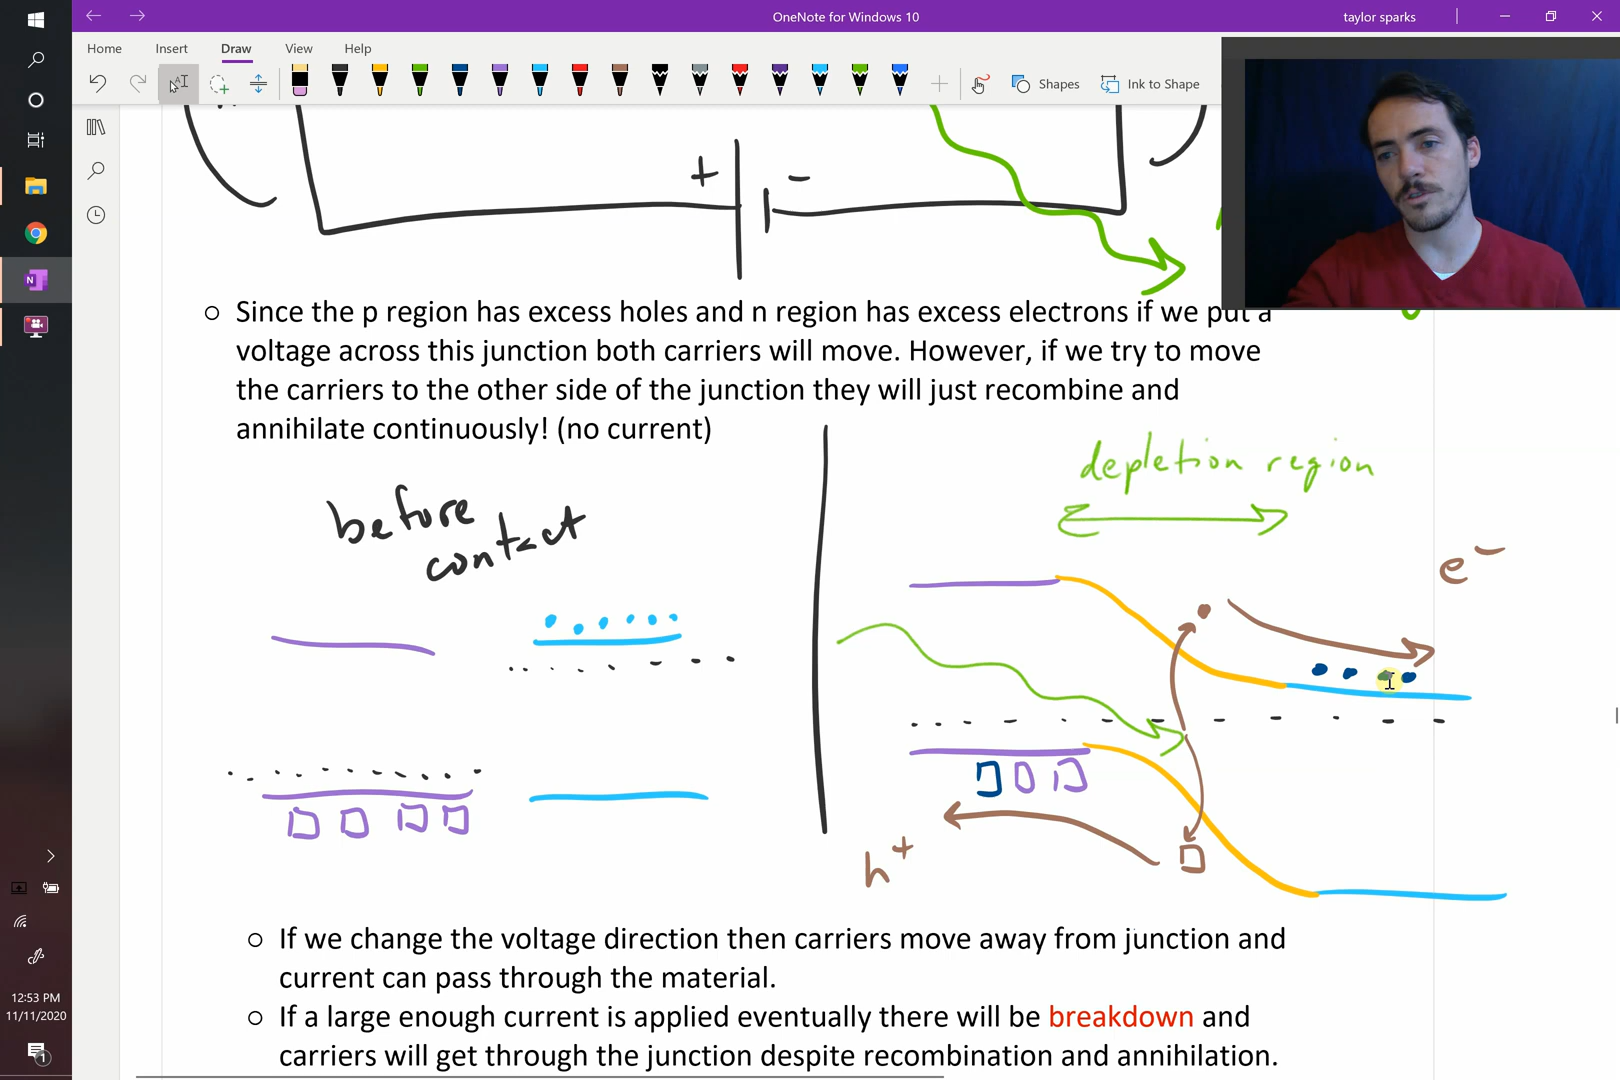 OneNote for Windows 10
taylor sparks
Home Insert Draw View Help
Shapes
Ink to Shape
+ -
Since the p region has excess holes and n region has excess electrons if we put a
voltage across this junction both carriers will move. However, if we try to move
the carriers to the other side of the junction they will just recombine and
annihilate continuously! (no current)
before
contact
depletion region
e-
h+
If we change the voltage direction then carriers move away from junction and
current can pass through the material.
If a large enough current is applied eventually there will be breakdown and
carriers will get through the junction despite recombination and annihilation.
12:53 PM
11/11/2020
1